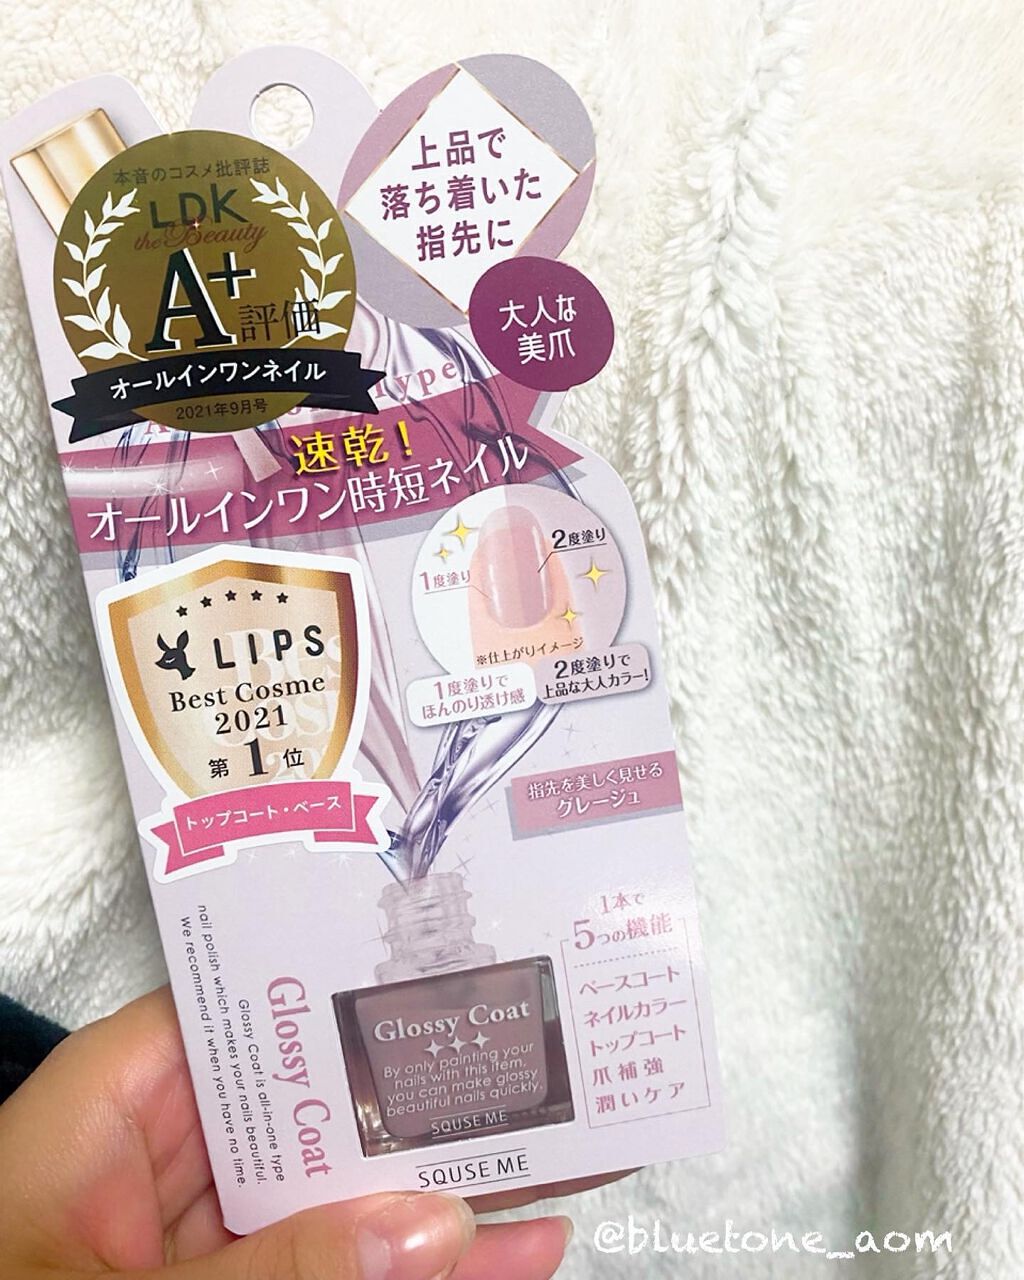 本音のコスメ批評誌
LDK
the Beauty
A+評価
オールインワンネイル
2021年9月号
上品で
落ち着いた
指先に
大人な
美爪
Type
速乾!
オールインワン時短ネイル
1度塗り
2度塗り
※仕上がりイメージ
1度塗りで
ほんのり透け感
2度塗りで
上品な大人カラー!
LIPS
Best Cosme
2021
第1位
トップコート・ベース
指先を美しく見せる
グレージュ
1本で
5つの機能
ベースコート
ネイルカラー
トップコート
爪補強
潤いケア
Glossy Coat
Glossy Coat is all-in-one type
nail polish which makes your nails beautiful.
We recommend it when you have no time.
Glossy Coat
By only painting your
nails with this item,
you can make glossy
beautiful nails quickly.
SQUSE ME
SQUSE ME
@bluetone_aom